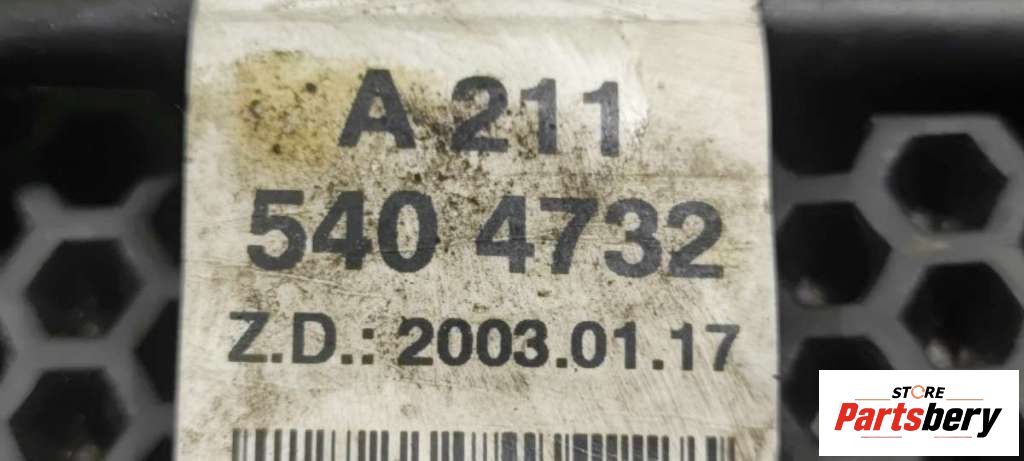 A 211
540 4732
Z.D.: 2003.01.17
STORE
Partsbery